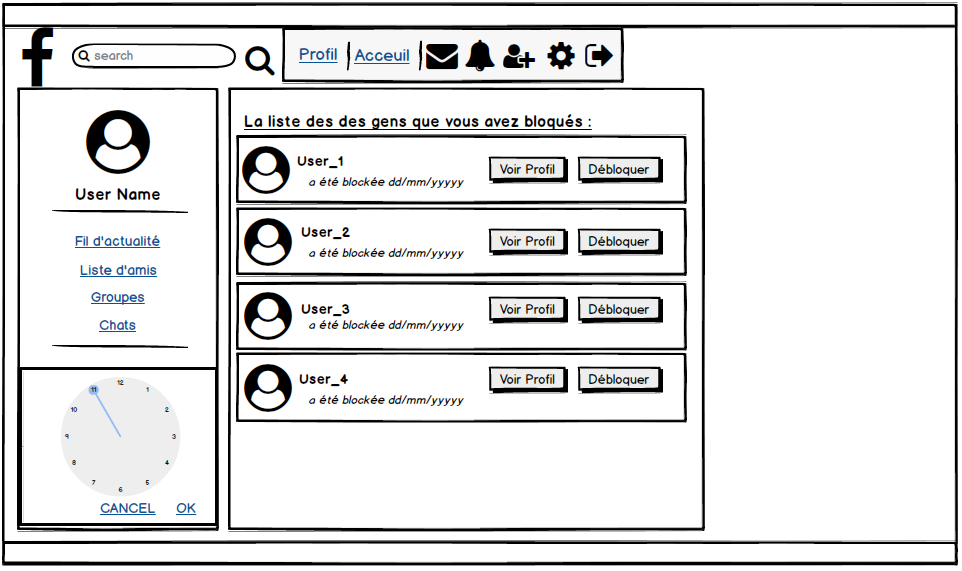 search
Profil
Acceuil
User Name
Fil d'actualité
Liste d'amis
Groupes
Chats
12
1
2
3
4
5
6
7
8
9
10
11
CANCEL OK
La liste des des gens que vous avez bloqués :
User_1
a été blockée dd/mm/yyyyy
Voir Profil
Débloquer
User_2
a été blockée dd/mm/yyyyy
Voir Profil
Débloquer
User_3
a été blockée dd/mm/yyyyy
Voir Profil
Débloquer
User_4
a été blockée dd/mm/yyyyy
Voir Profil
Débloquer